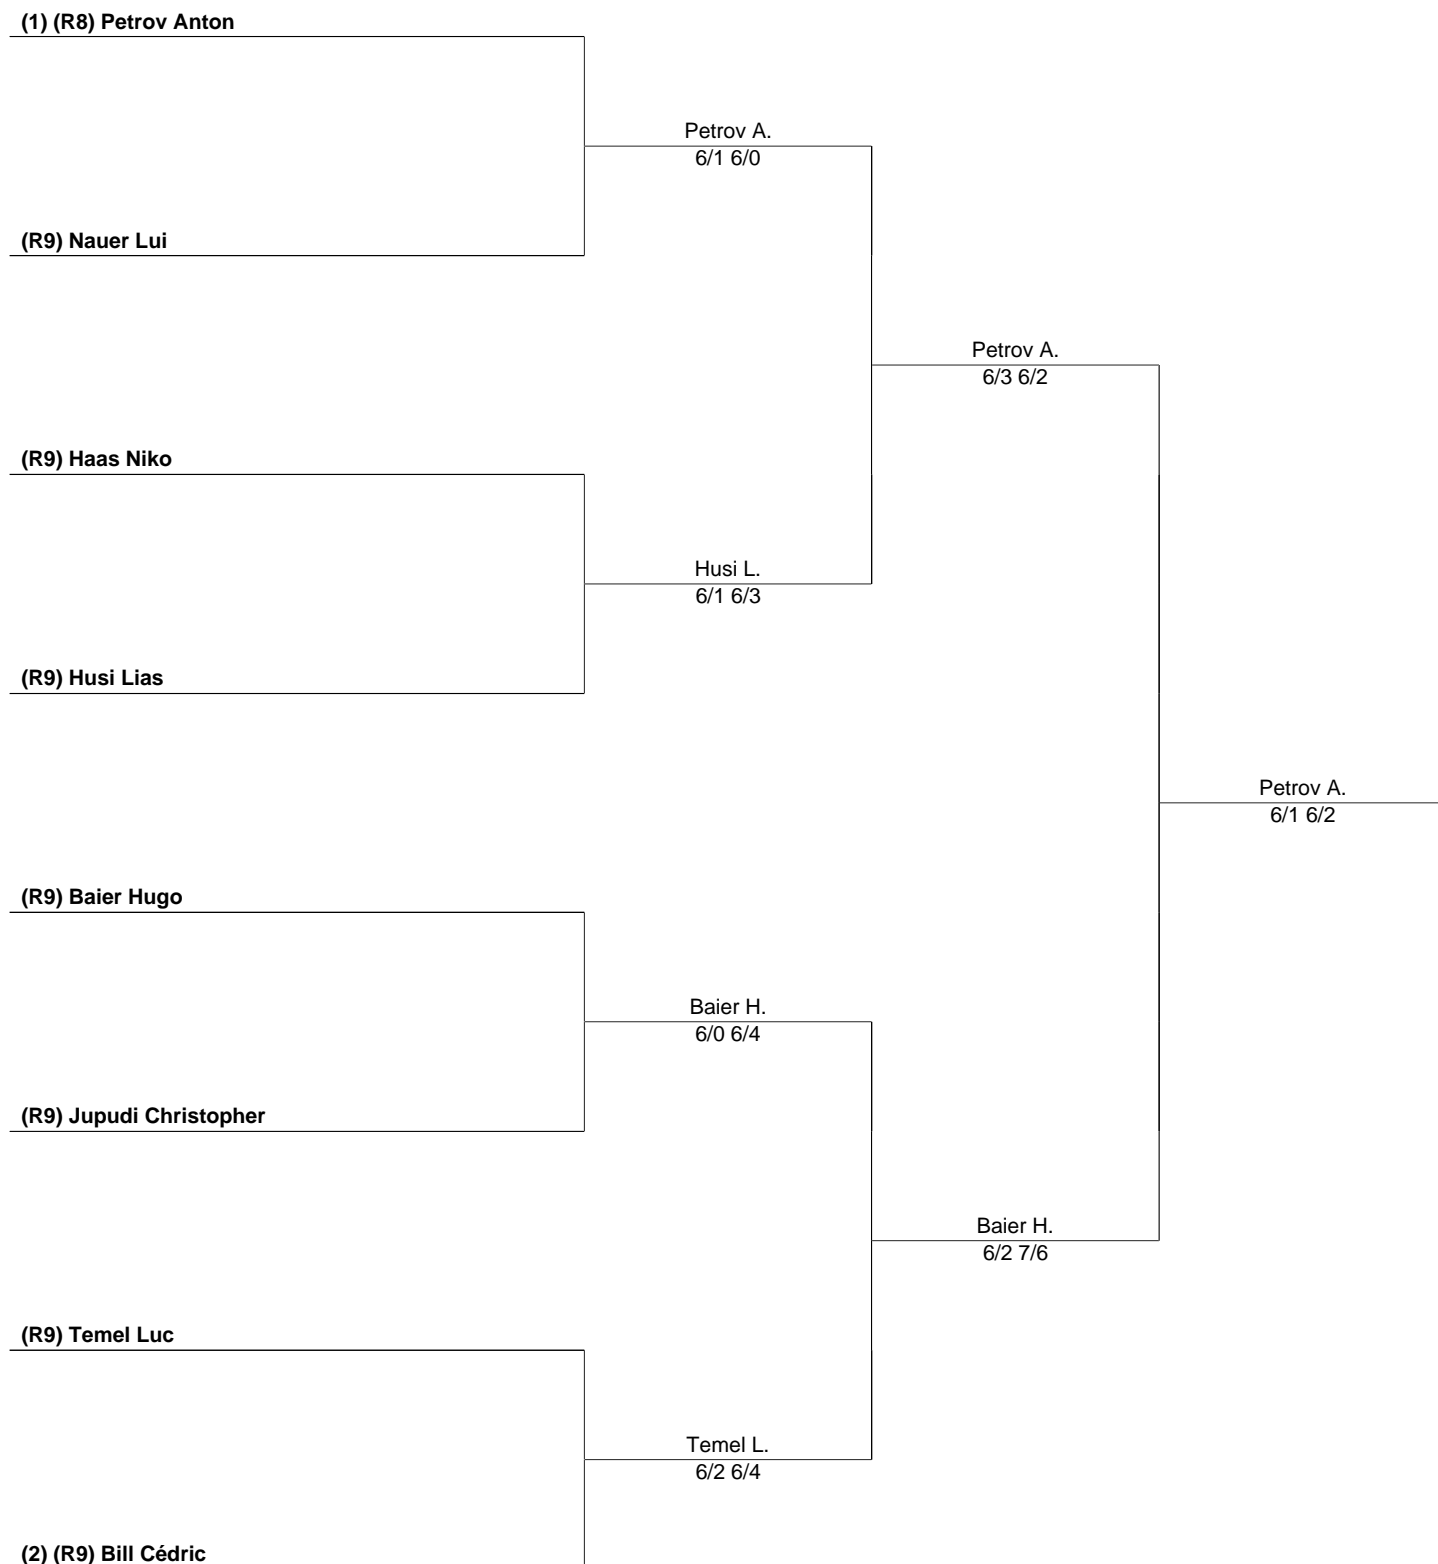 (1) (R8) Petrov Anton
Petrov A.
6/1 6/0
(R9) Nauer Lui
Petrov A.
6/3 6/2
(R9) Haas Niko
Husi L.
6/1 6/3
(R9) Husi Lias
Petrov A.
6/1 6/2
(R9) Baier Hugo
Baier H.
6/0 6/4
(R9) Jupudi Christopher
Baier H.
6/2 7/6
(R9) Temel Luc
Temel L.
6/2 6/4
(2) (R9) Bill Cédric